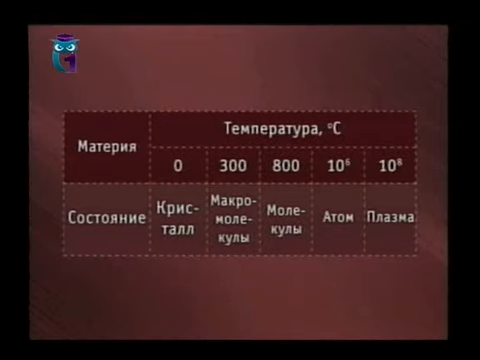 Материя
Температура, °C
0 300 800 10⁶ 10⁸
Состояние
Крис-
талл
Макро-
моле-
кулы
Моле-
кулы
Атом
Плазма